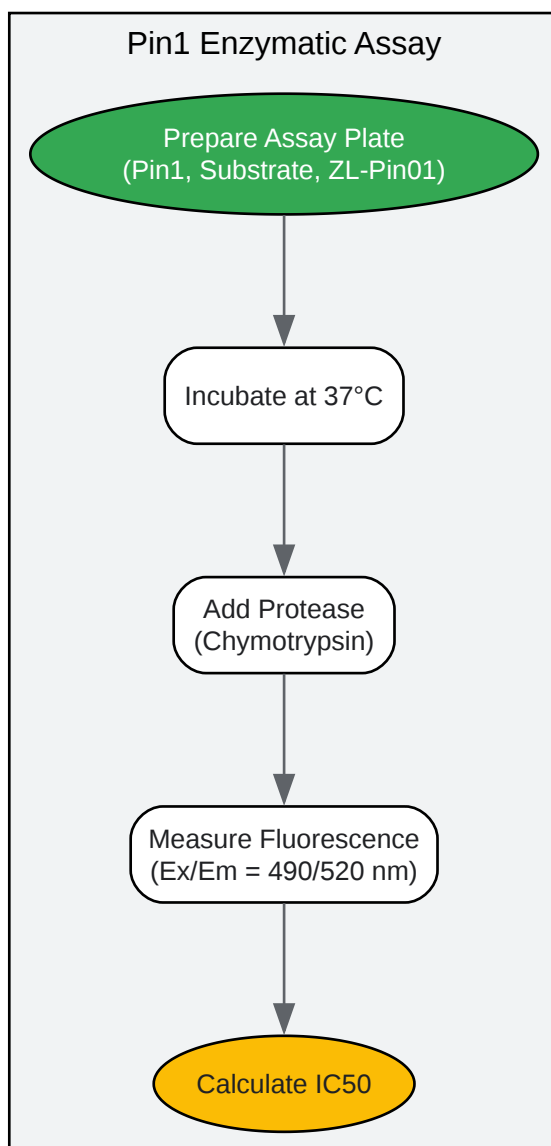 Pin1 Enzymatic Assay
Prepare Assay Plate
(Pin1, Substrate, ZL-Pin01)
Incubate at 37°C
Add Protease
(Chymotrypsin)
Measure Fluorescence
(Ex/Em = 490/520 nm)
Calculate IC50